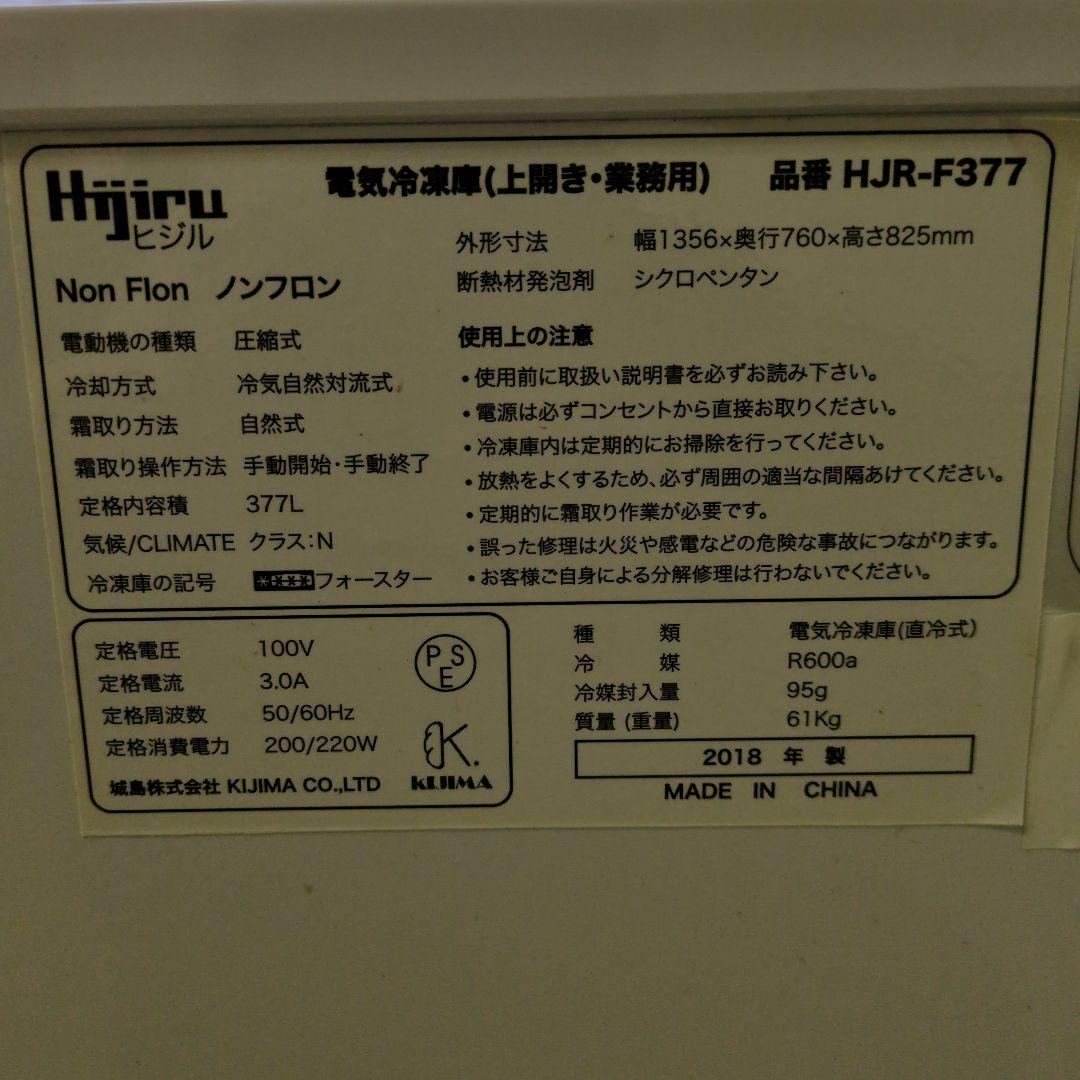 Hijiru
ヒジル
電気冷凍庫(上開き・業務用) 品番 HJR-F377
外形寸法 幅1356×奥行760×高さ825mm
断熱材発泡剤 シクロペンタン
Non Flon ノンフロン
電動機の種類 圧縮式
冷却方式 冷気自然対流式
霜取り方法 自然式
霜取り操作方法 手動開始・手動終了
定格内容積 377L
気候/CLIMATE クラス:N
冷凍庫の記号 ****フォースター
使用上の注意
・使用前に取扱い説明書を必ずお読み下さい。
・電源は必ずコンセントから直接お取りください。
・冷凍庫内は定期的にお掃除を行ってください。
・放熱をよくするため、必ず周囲の適当な間隔あけてください。
・定期的に霜取り作業が必要です。
・誤った修理は火災や感電などの危険な事故につながります。
・お客様ご自身による分解修理は行わないでください。
定格電圧 100V
定格電流 3.0A
定格周波数 50/60Hz
定格消費電力 200/220W
城島株式会社 KIJIMA CO.,LTD
PSE
K.
KIJIMA
種類 電気冷凍庫(直冷式)
冷媒 R600a
冷媒封入量 95g
質量 (重量) 61Kg
2018 年 製
MADE IN CHINA